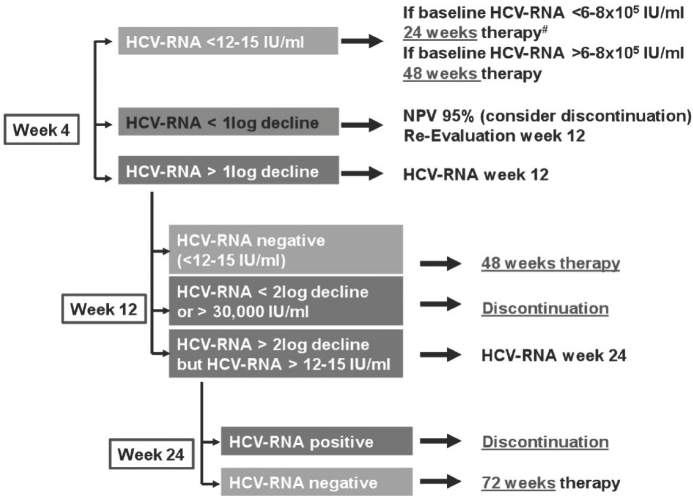 HCV-RNA <12-15 IU/ml
If baseline HCV-RNA <6-8x10⁵ IU/ml
24 weeks therapy#
If baseline HCV-RNA >6-8x10⁵ IU/ml
48 weeks therapy
Week 4
HCV-RNA < 1log decline
NPV 95% (consider discontinuation)
Re-Evaluation week 12
HCV-RNA > 1log decline
HCV-RNA week 12
Week 12
HCV-RNA negative
(<12-15 IU/ml)
48 weeks therapy
HCV-RNA < 2log decline
or > 30,000 IU/ml
Discontinuation
HCV-RNA > 2log decline
but HCV-RNA > 12-15 IU/ml
HCV-RNA week 24
Week 24
HCV-RNA positive
Discontinuation
HCV-RNA negative
72 weeks therapy